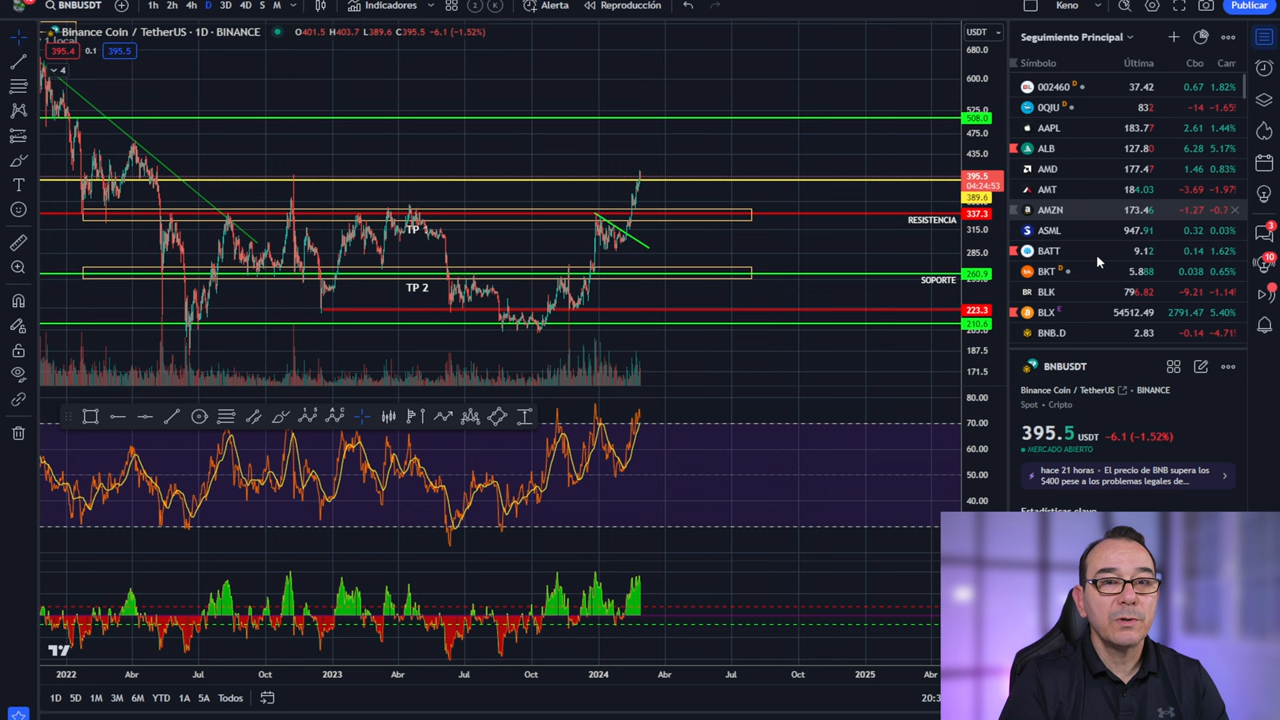 BNBUSDT 1h 2h 4h D 3D 4D S M Indicadores 2 K Alerta Reproducción Keno Publicar
Binance Coin / TetherUS · 1D · BINANCE O401.5 H403.7 L389.6 C395.5 -6.1 (-1.52%) USDT
395.4 0.1 395.5
4
680.0
600.0
525.0
508.0
475.0
435.0
395.5
04:24:53
389.6
337.3
RESISTENCIA
315.0
TP
285.0
260.9
SOPORTE
TP 2
223.3
210.6
187.5
171.5
80.00
70.00
60.00
50.00
40.00
2022 Abr Jul Oct 2023 Abr Jul Oct 2024 Abr Jul Oct 2025 Abr
1D 5D 1M 3M 6M YTD 1A 5A Todos 20:3
Seguimiento Principal
Símbolo Última Cbo Cam
002460 D 37.42 0.67 1.82%
0QIU D 832 -14 -1.65
AAPL 183.77 2.61 1.44%
ALB 127.80 6.28 5.17%
AMD 177.47 1.46 0.83%
AMT 184.03 -3.69 -1.97
AMZN 173.46 -1.27 -0.7
ASML 947.91 0.32 0.03%
BATT 9.12 0.14 1.62%
BKT D 5.888 0.038 0.65%
BLK 796.82 -9.21 -1.14
BLX E 54512.49 2791.47 5.40%
BNB.D 2.83 -0.14 -4.71
BNBUSDT
Binance Coin / TetherUS · BINANCE
Spot · Cripto
395.5 USDT -6.1 (-1.52%)
MERCADO ABIERTO
hace 21 horas · El precio de BNB supera los
$400 pese a los problemas legales de...
3
10